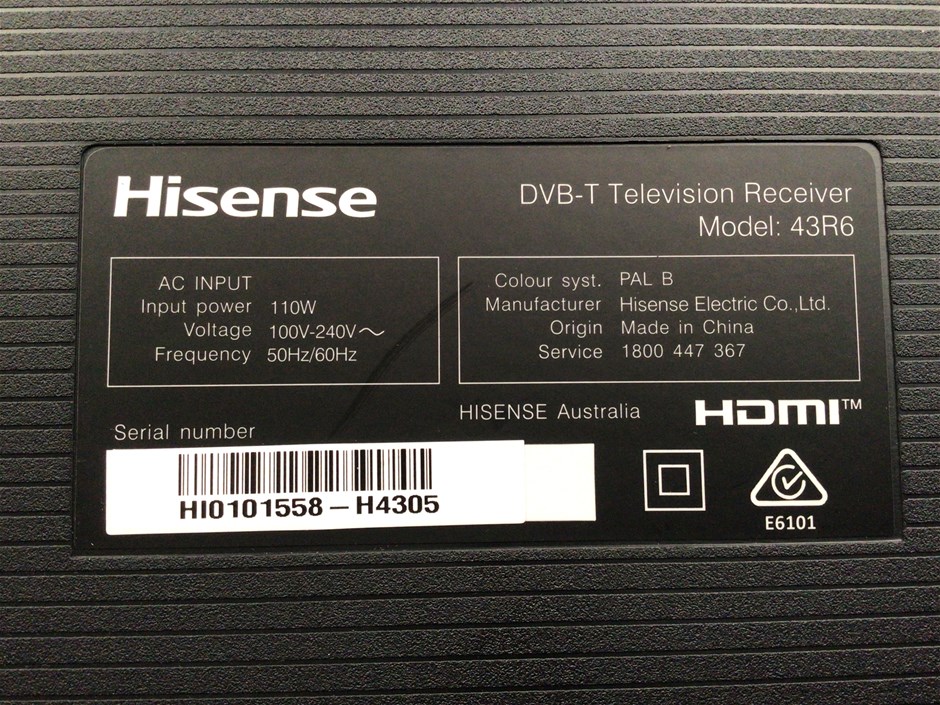 Hisense
DVB-T Television Receiver
Model: 43R6
AC INPUT
Input power 110W
Voltage 100V-240V～
Frequency 50Hz/60Hz
Colour syst. PAL B
Manufacturer Hisense Electric Co.,Ltd.
Origin Made in China
Service 1800 447 367
HISENSE Australia
HDMI™
Serial number
HI0101558－H4305
E6101